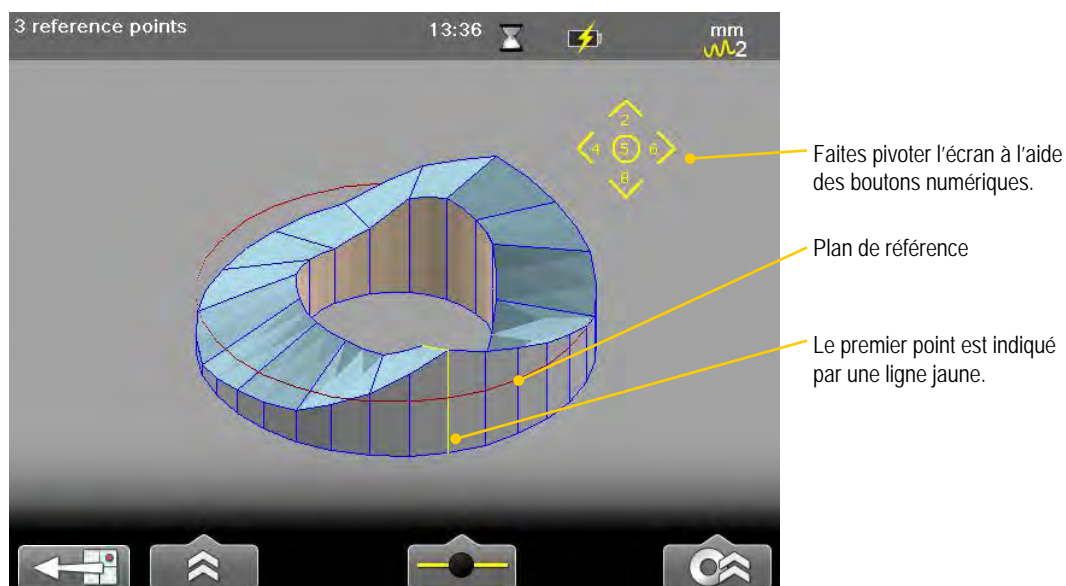 3 reference points
13:36
mm
2
2
4 5 6
8
Faites pivoter l'écran à l'aide
des boutons numériques.
Plan de référence
Le premier point est indiqué
par une ligne jaune.